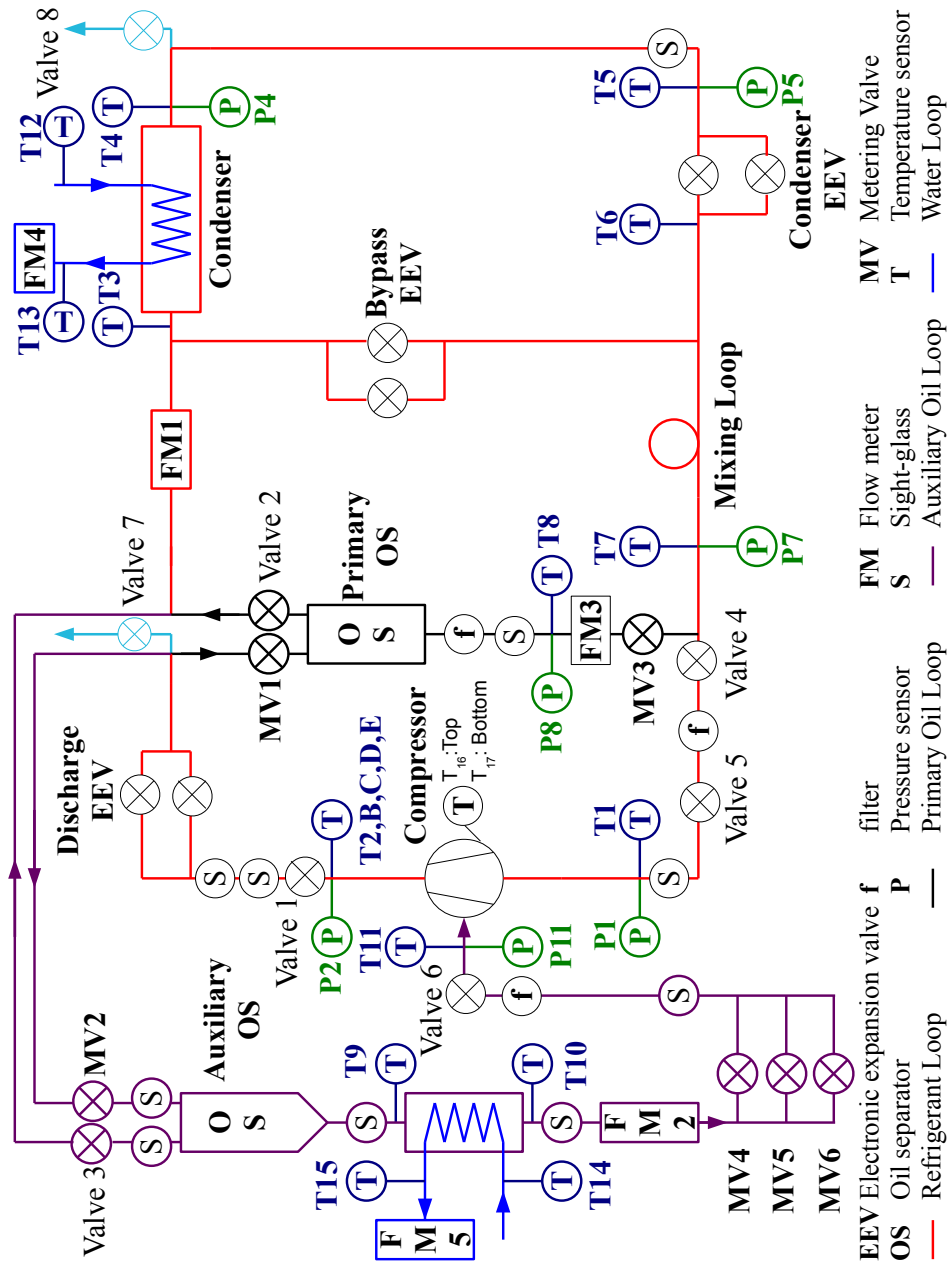 Valve 8
T12
T
FM4
T13
T
T4
T
P
P4
T3
T
Condenser
Valve 3
MV2
S
S
Auxiliary
OS
O S
S
T9
T
T15
T
F M 5
T
T14
T
T10
S
F M 2
MV4
MV5
MV6
S
f
Valve 6
T11
T
P
P11
Discharge
EEV
S
S
Valve 1
P2
P
T
T2,B,C,D,E
Compressor
T
T16:Top
T17: Bottom
P1
P
T
T1
S
Valve 5
f
Valve 4
Valve 7
FM1
MV1
Valve 2
Primary
OS
O S
f
S
P8
P
T
T8
FM3
MV3
Bypass
EEV
Mixing Loop
T7
T
P
P7
T6
T
T5
T
P
P5
S
Condenser
EEV
EEV Electronic expansion valve f filter FM Flow meter MV Metering Valve
OS Oil separator P Pressure sensor S Sight-glass T Temperature sensor
Refrigerant Loop Primary Oil Loop Auxiliary Oil Loop Water Loop